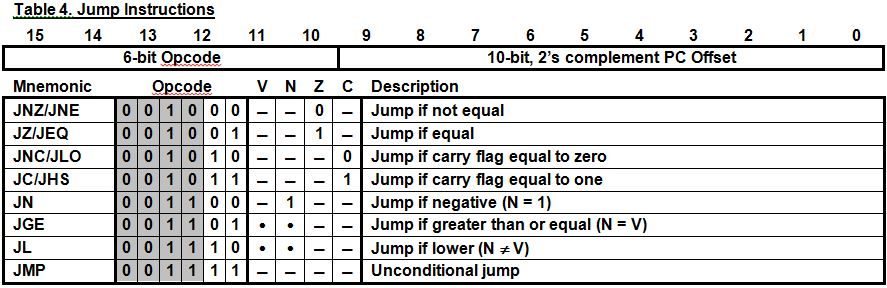 Table 4. Jump Instructions
15 14 13 12 11 10 9 8 7 6 5 4 3 2 1 0
6-bit Opcode 10-bit, 2's complement PC Offset
Mnemonic Opcode V N Z C Description
JNZ/JNE 0 0 1 0 0 0 – – 0 – Jump if not equal
JZ/JEQ 0 0 1 0 0 1 – – 1 – Jump if equal
JNC/JLO 0 0 1 0 1 0 – – – 0 Jump if carry flag equal to zero
JC/JHS 0 0 1 0 1 1 – – – 1 Jump if carry flag equal to one
JN 0 0 1 1 0 0 – 1 – – Jump if negative (N = 1)
JGE 0 0 1 1 0 1 • • – – Jump if greater than or equal (N = V)
JL 0 0 1 1 1 0 • • – – Jump if lower (N ≠ V)
JMP 0 0 1 1 1 1 – – – – Unconditional jump